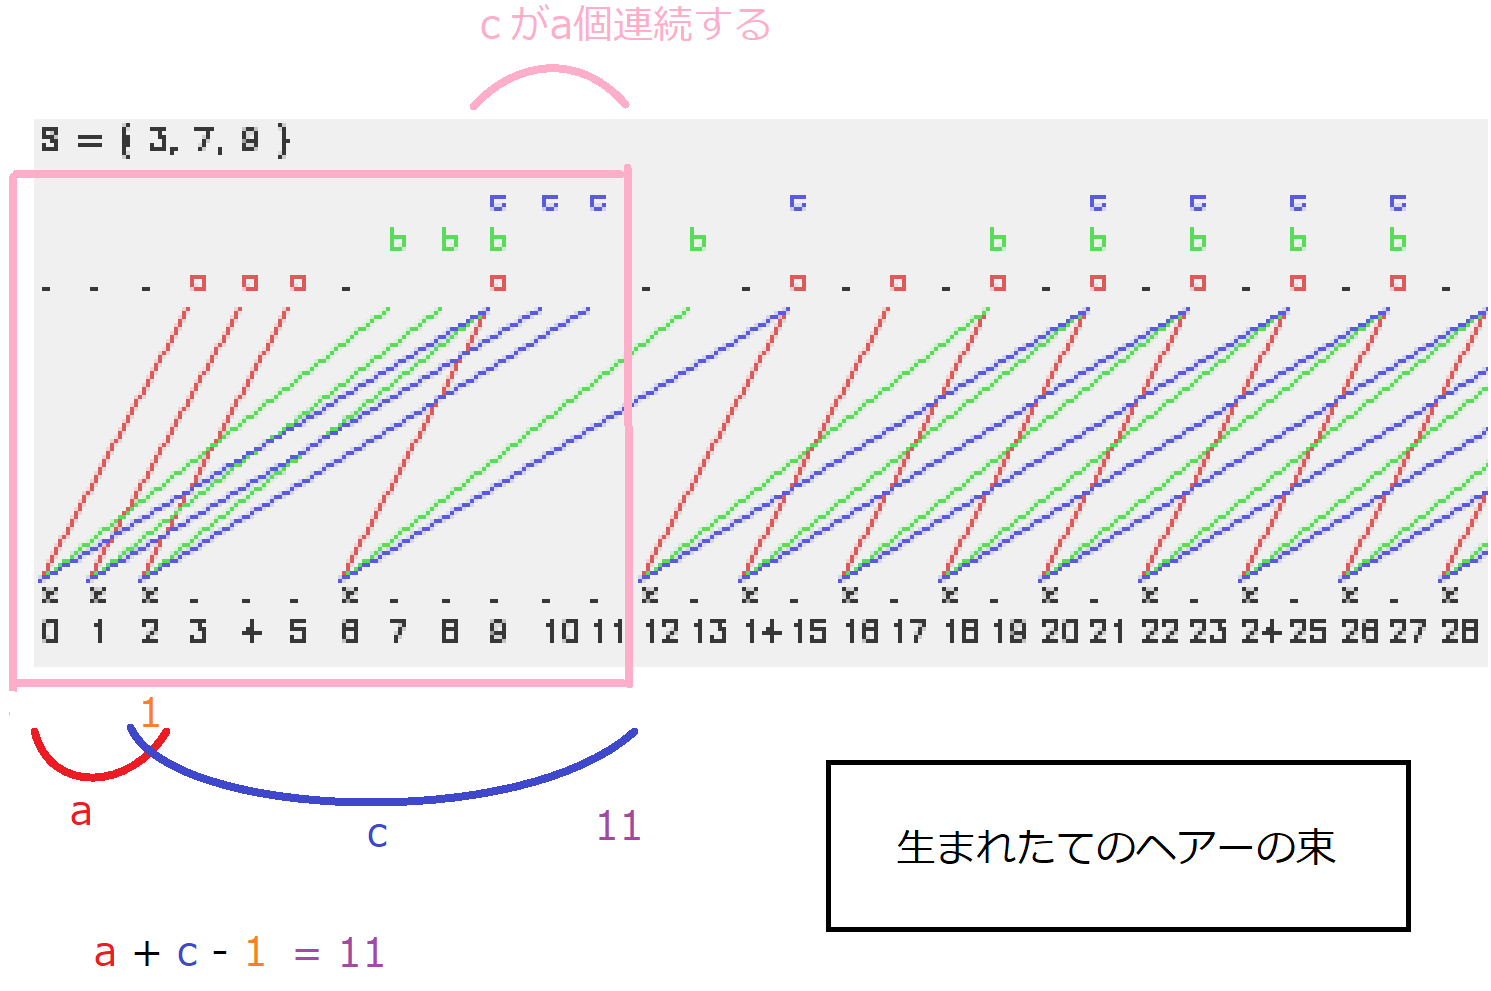 cがa個連続する
S = { 3, 7, 9 }
c c c c c c c c
b b b b b b b b b
- - - a a a - a - - a - a - a - a - a - a - a -
x x x - - - x - - - - - x - x - x - x - x - x - x - x - x
0 1 2 3 4 5 6 7 8 9 10 11 12 13 14 15 16 17 18 19 20 21 22 23 24 25 26 27 28
1
a
c
11
生まれたてのヘアーの束
a + c - 1 = 11